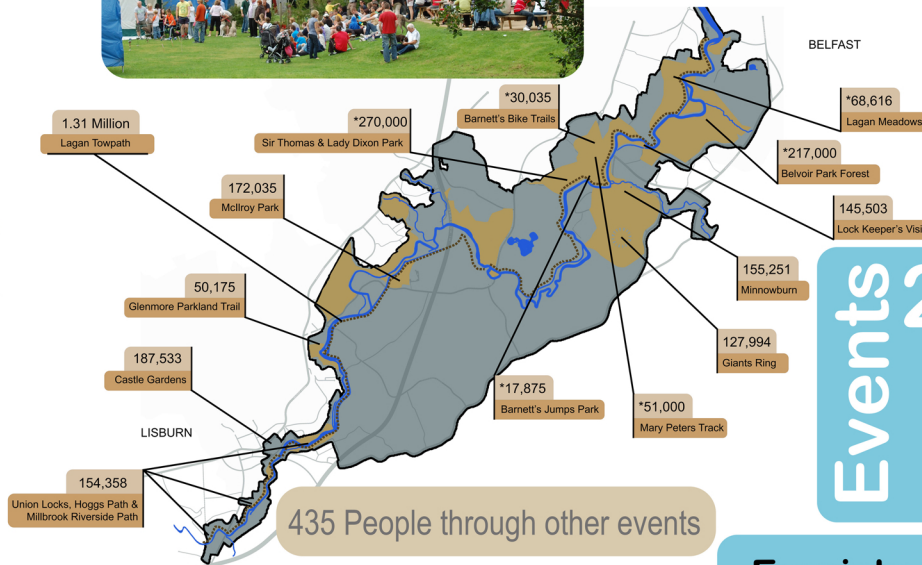 BELFAST
*30,035
Barnett's Bike Trails
*68,616
Lagan Meadows
*270,000
Sir Thomas & Lady Dixon Park
1.31 Million
Lagan Towpath
*217,000
Belvoir Park Forest
172,035
McIlroy Park
145,503
Lock Keeper's
155,251
Minnowburn
50,175
Glenmore Parkland Trail
127,994
Giants Ring
187,533
Castle Gardens
*17,875
Barnett's Jumps Park
*51,000
Mary Peters Track
LISBURN
154,358
Union Locks, Hoggs Path &
Millbrook Riverside Path
435 People through other events
Events